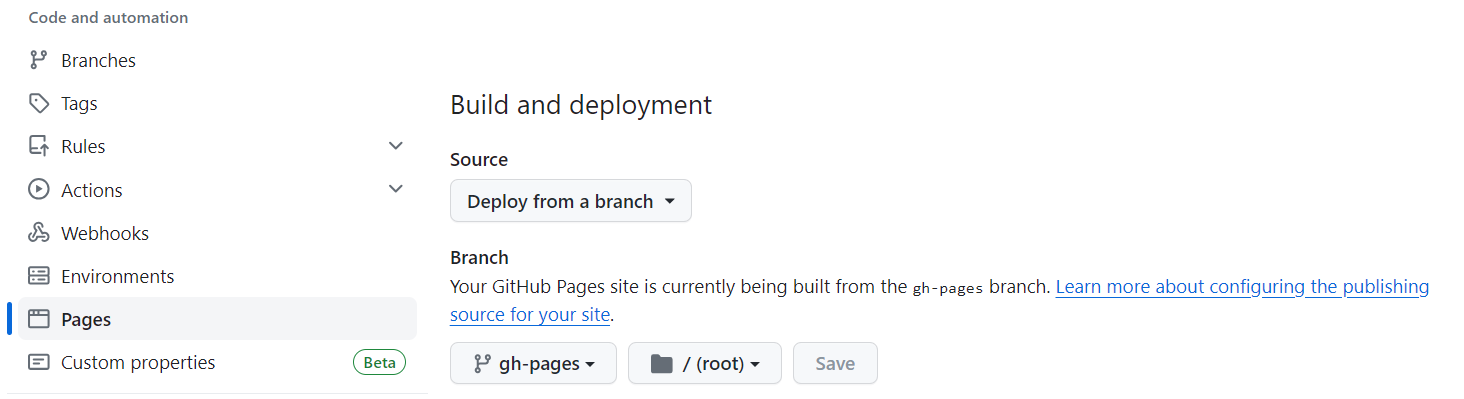 Code and automation
Branches
Tags
Rules
Actions
Webhooks
Environments
Pages
Custom properties Beta
Build and deployment
Source
Deploy from a branch
Branch
Your GitHub Pages site is currently being built from the gh-pages branch. Learn more about configuring the publishing
source for your site.
gh-pages / (root) Save